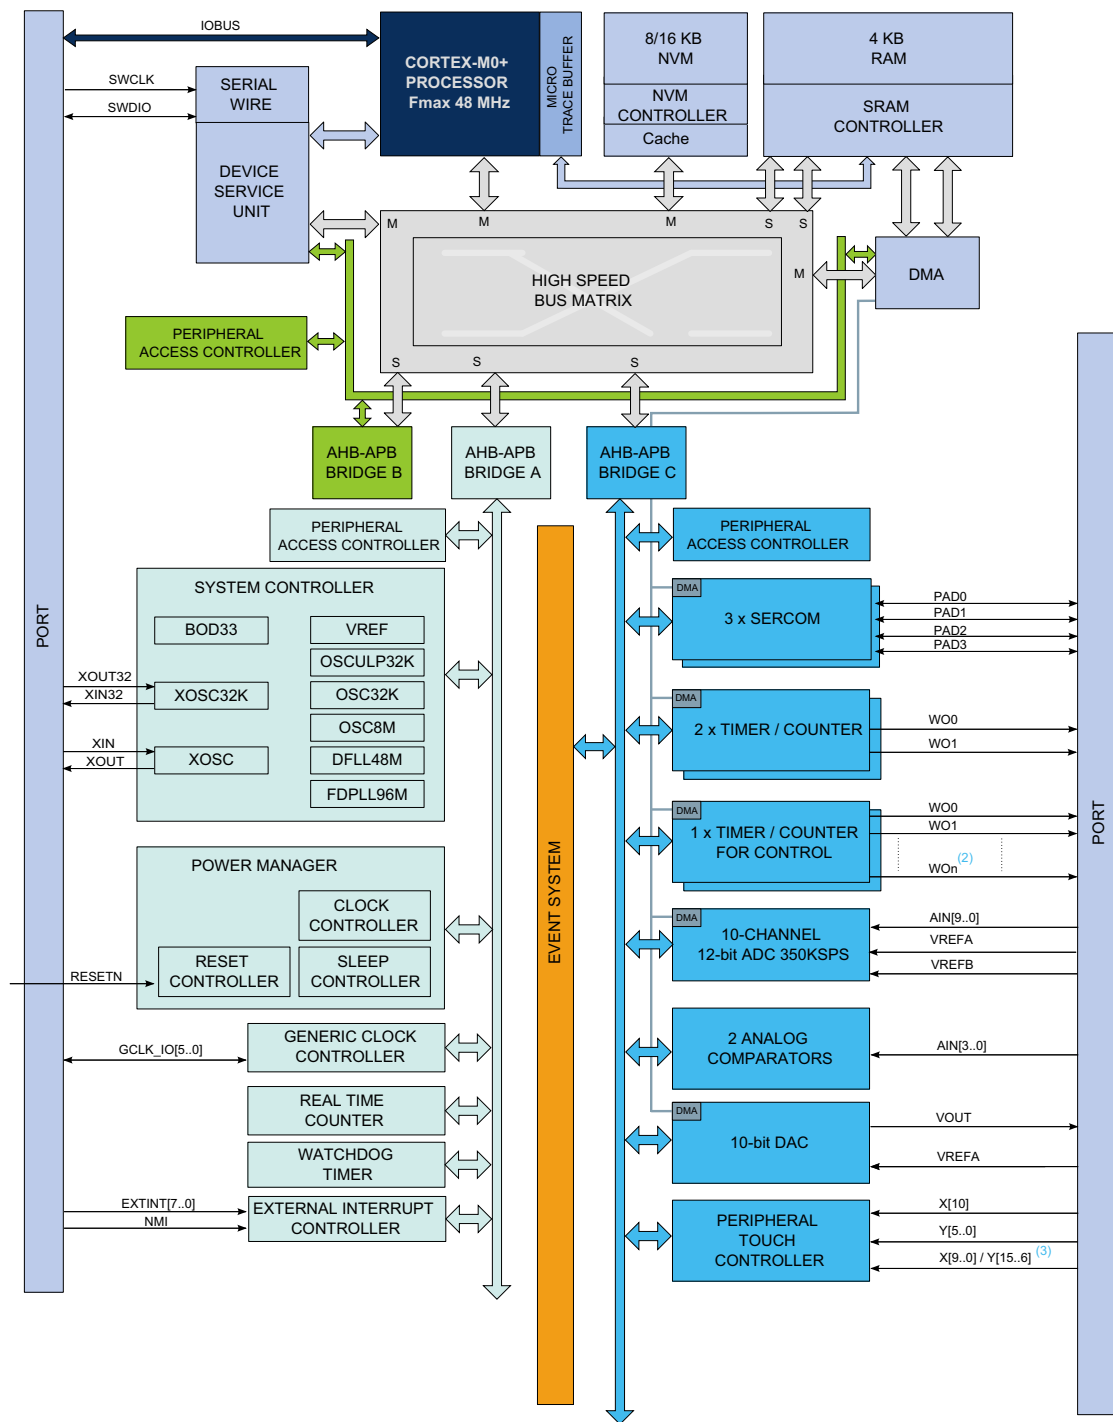 IOBUS
CORTEX-M0+
PROCESSOR
Fmax 48 MHz
MICRO
TRACE BUFFER
8/16 KB
NVM
NVM
CONTROLLER
Cache
4 KB
RAM
SRAM
CONTROLLER
SWCLK
SWDIO
SERIAL
WIRE
DEVICE
SERVICE
UNIT
M
M
M
S
S
M
HIGH SPEED
BUS MATRIX
DMA
PERIPHERAL
ACCESS CONTROLLER
S
S
S
AHB-APB
BRIDGE B
AHB-APB
BRIDGE A
AHB-APB
BRIDGE C
PERIPHERAL
ACCESS CONTROLLER
PERIPHERAL
ACCESS CONTROLLER
PORT
SYSTEM CONTROLLER
BOD33
VREF
OSCULP32K
XOSC32K
OSC32K
OSC8M
XOSC
DFLL48M
FDPLL96M
XOUT32
XIN32
XIN
XOUT
POWER MANAGER
CLOCK
CONTROLLER
RESET
CONTROLLER
SLEEP
CONTROLLER
RESETN
GCLK_IO[5..0]
GENERIC CLOCK
CONTROLLER
REAL TIME
COUNTER
WATCHDOG
TIMER
EXTINT[7..0]
NMI
EXTERNAL INTERRUPT
CONTROLLER
EVENT SYSTEM
DMA
3 x SERCOM
PAD0
PAD1
PAD2
PAD3
DMA
2 x TIMER / COUNTER
WO0
WO1
DMA
1 x TIMER / COUNTER
FOR CONTROL
WO0
WO1
WOn (2)
DMA
10-CHANNEL
12-bit ADC 350KSPS
AIN[9..0]
VREFA
VREFB
2 ANALOG
COMPARATORS
AIN[3..0]
DMA
10-bit DAC
VOUT
VREFA
PERIPHERAL
TOUCH
CONTROLLER
X[10]
Y[5..0]
X[9..0] / Y[15..6] (3)
PORT